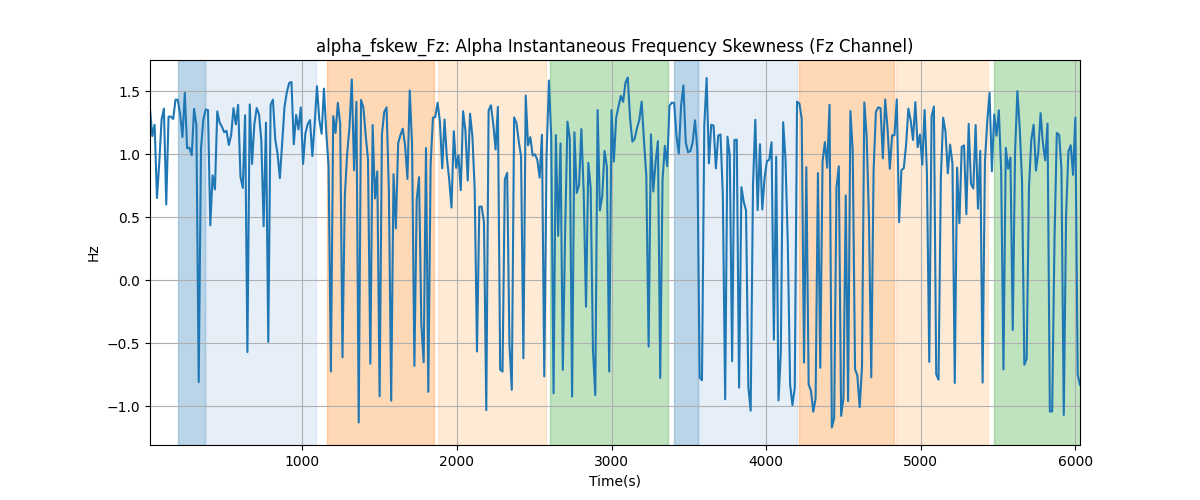 alpha_fskew_Fz: Alpha Instantaneous Frequency Skewness (Fz Channel)
1.5
1.0
0.5
0.0
−0.5
−1.0
Hz
1000 2000 3000 4000 5000 6000
Time(s)